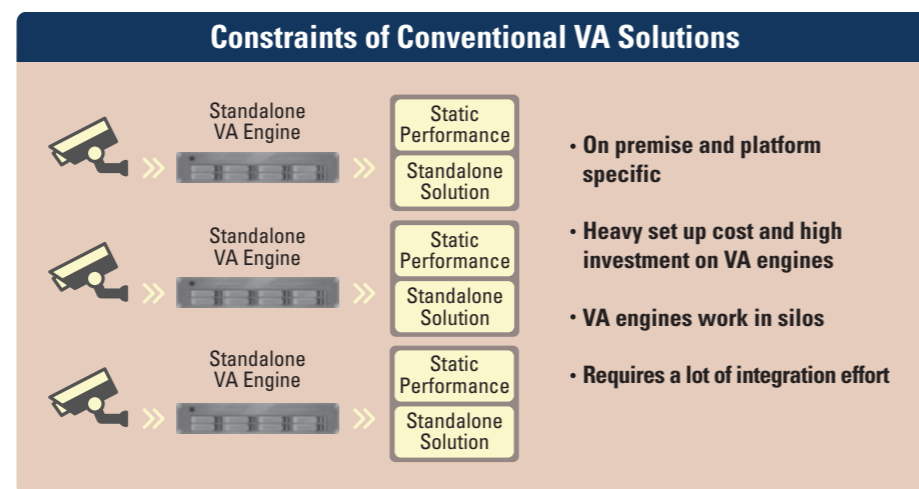 Constraints of Conventional VA Solutions
Standalone
VA Engine
Static
Performance
Standalone
Solution
Standalone
VA Engine
Static
Performance
Standalone
Solution
Standalone
VA Engine
Static
Performance
Standalone
Solution
• On premise and platform
specific
• Heavy set up cost and high
investment on VA engines
• VA engines work in silos
• Requires a lot of integration effort